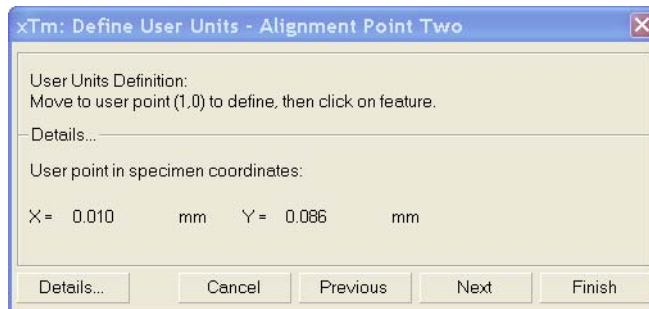 xTm: Define User Units - Alignment Point Two
User Units Definition:
Move to user point (1,0) to define, then click on feature.
Details...
User point in specimen coordinates:
X = 0.010 mm Y = 0.086 mm
Details... Cancel Previous Next Finish